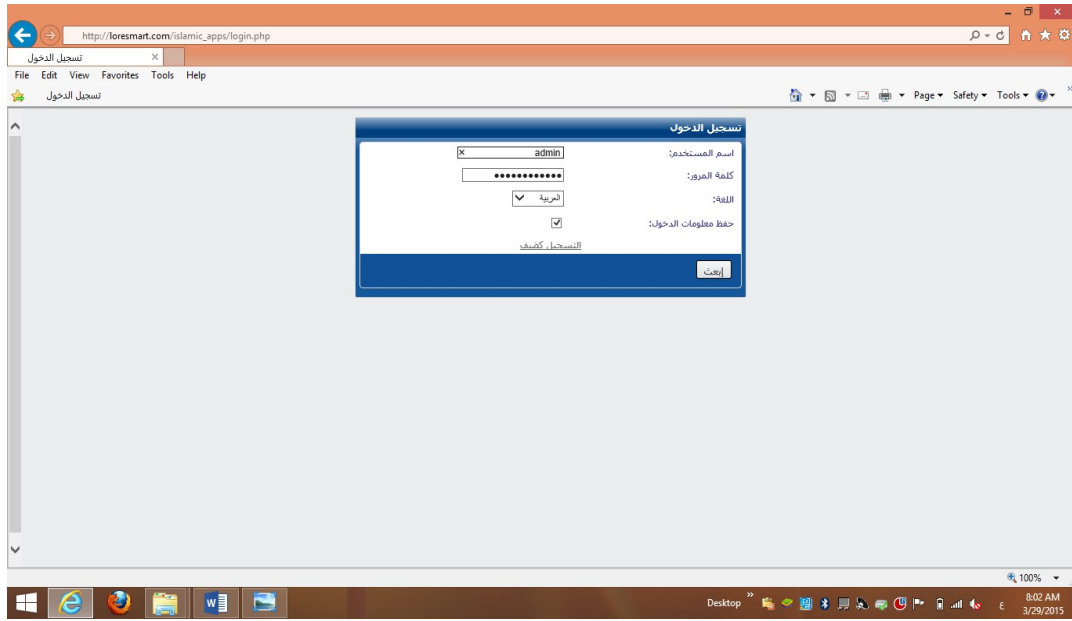 http://loresmart.com/islamic_apps/login.php
تسجيل الدخول
File Edit View Favorites Tools Help
تسجيل الدخول
Page Safety Tools
تسجيل الدخول
اسم المستخدم: admin
كلمة المرور: ••••••••••••
اللغة: العربية
حفظ معلومات الدخول:
التسجيل كضيف
إبعث
100%
Desktop
ع
8:02 AM
3/29/2015